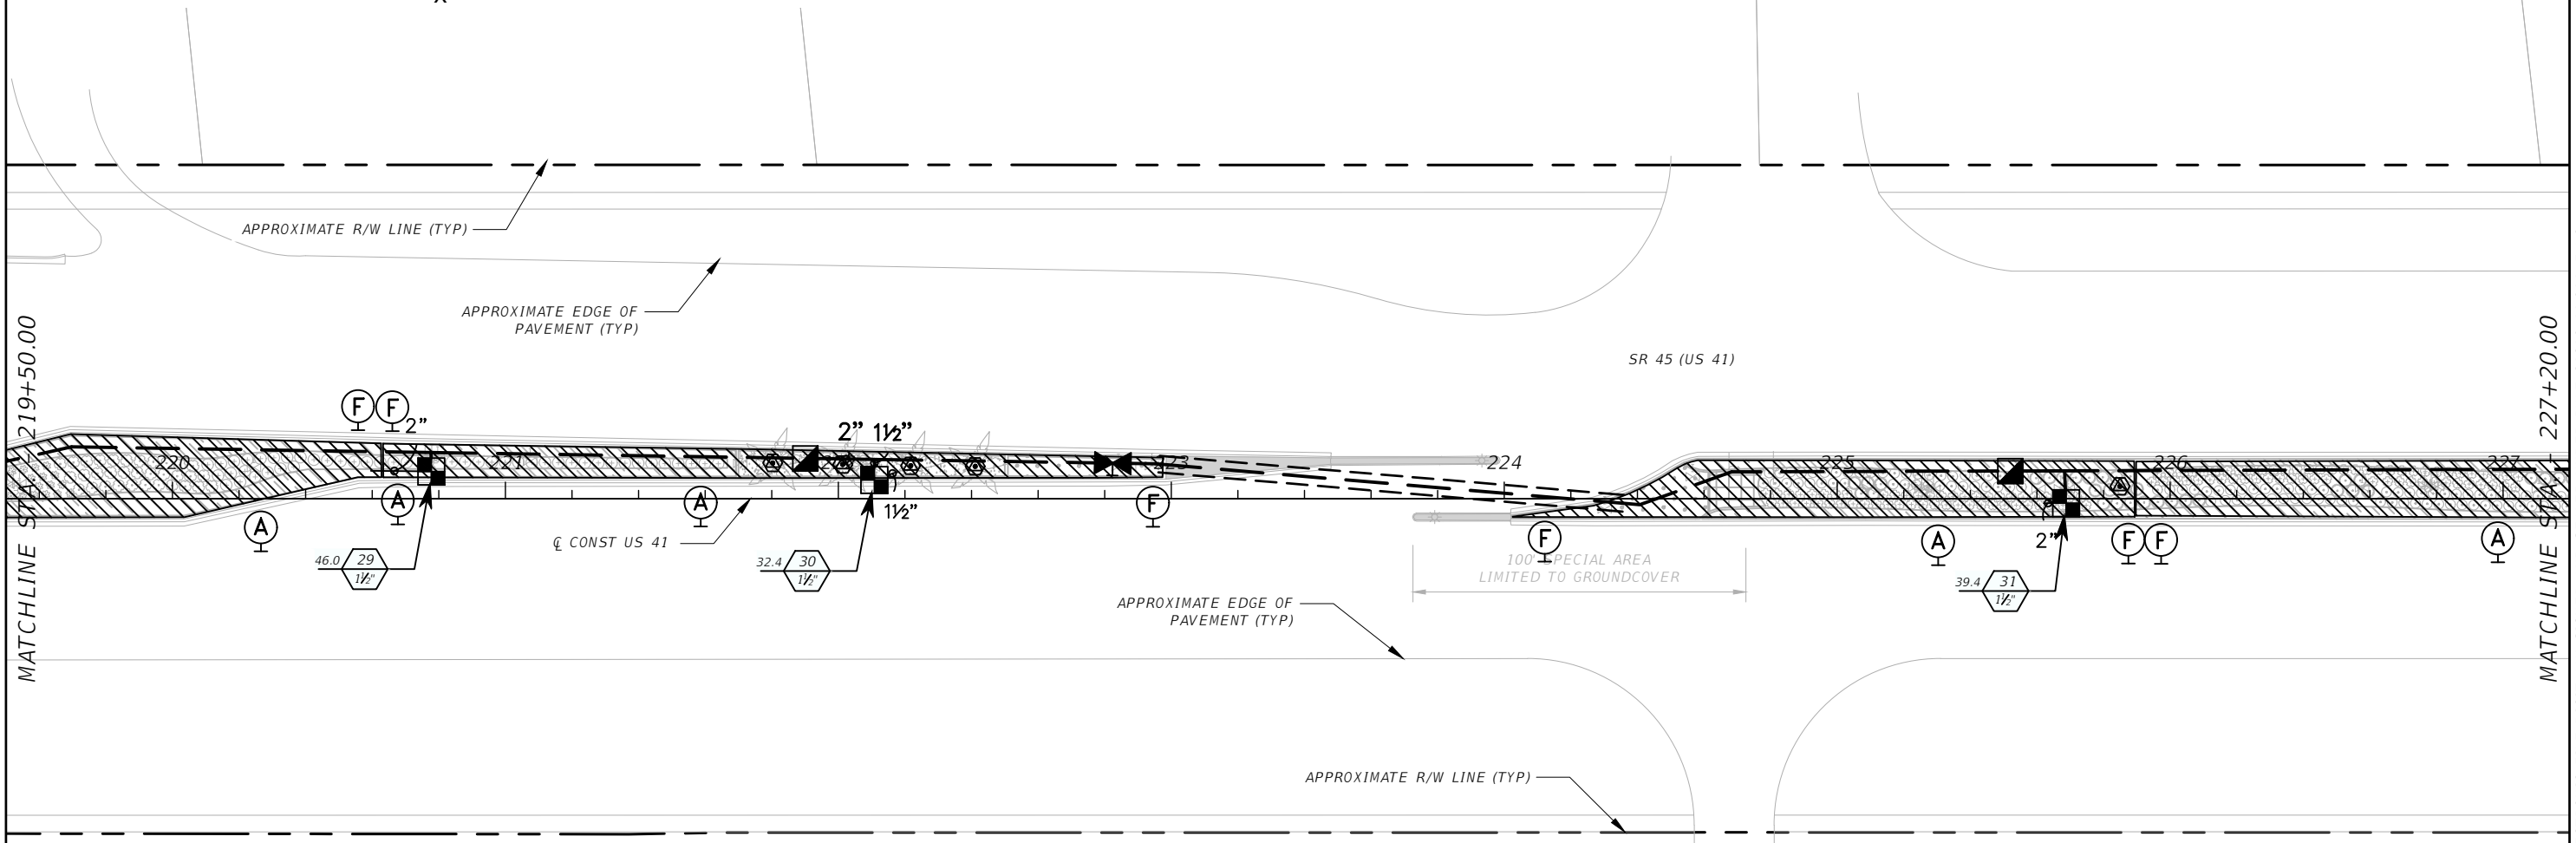 X
APPROXIMATE R/W LINE (TYP)
APPROXIMATE EDGE OF
PAVEMENT (TYP)
SR 45 (US 41)
MATCHLINE STA - 219+50.00
MATCHLINE STA - 227+20.00
F
F
2"
2" 1½"
220
221
223
224
225
226
227
A
A
A
F
1½"
F
A
2"
F
F
A
℄ CONST US 41
46.0
29
1½"
32.4
30
1½"
39.4
31
1½"
100' SPECIAL AREA
LIMITED TO GROUNDCOVER
APPROXIMATE EDGE OF
PAVEMENT (TYP)
APPROXIMATE R/W LINE (TYP)